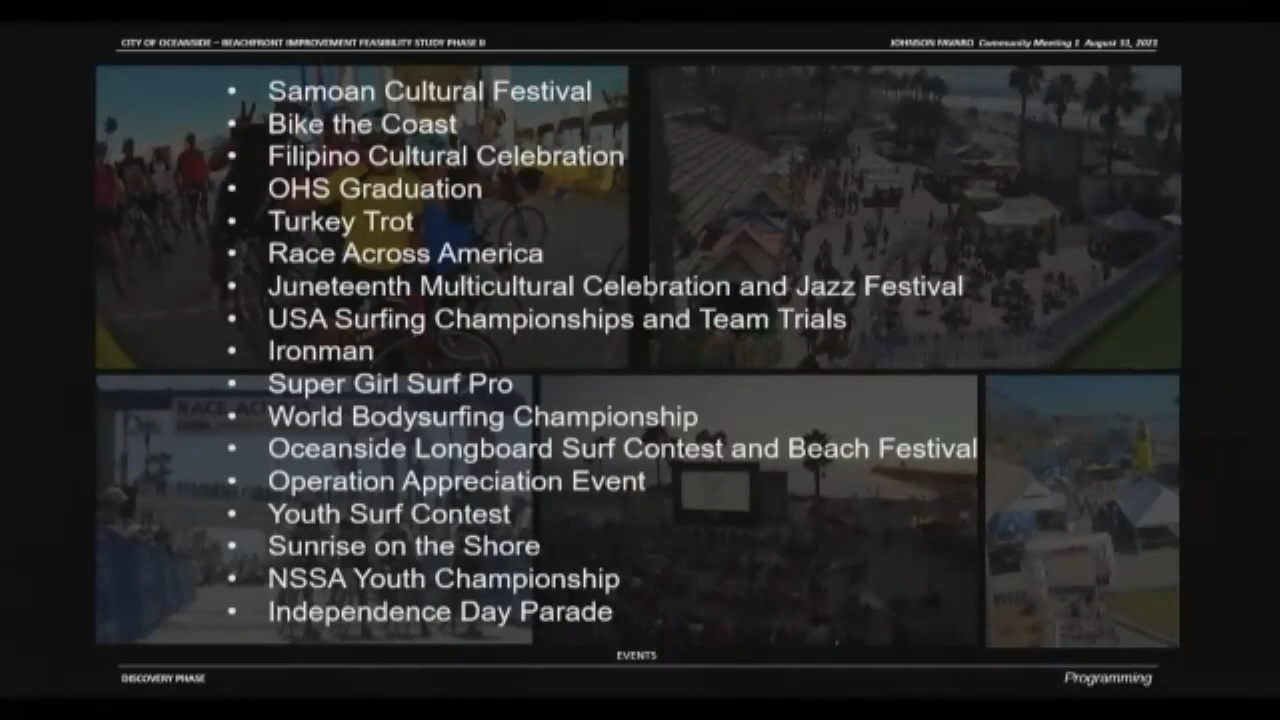 CITY OF OCEANSIDE – BEACHFRONT IMPROVEMENT FEASIBILITY STUDY PHASE II
JOHNSON FAVARO Community Meeting 1 August 31, 2021
• Samoan Cultural Festival
• Bike the Coast
• Filipino Cultural Celebration
• OHS Graduation
• Turkey Trot
• Race Across America
• Juneteenth Multicultural Celebration and Jazz Festival
• USA Surfing Championships and Team Trials
• Ironman
• Super Girl Surf Pro
• World Bodysurfing Championship
• Oceanside Longboard Surf Contest and Beach Festival
• Operation Appreciation Event
• Youth Surf Contest
• Sunrise on the Shore
• NSSA Youth Championship
• Independence Day Parade
EVENTS
DISCOVERY PHASE
Programming